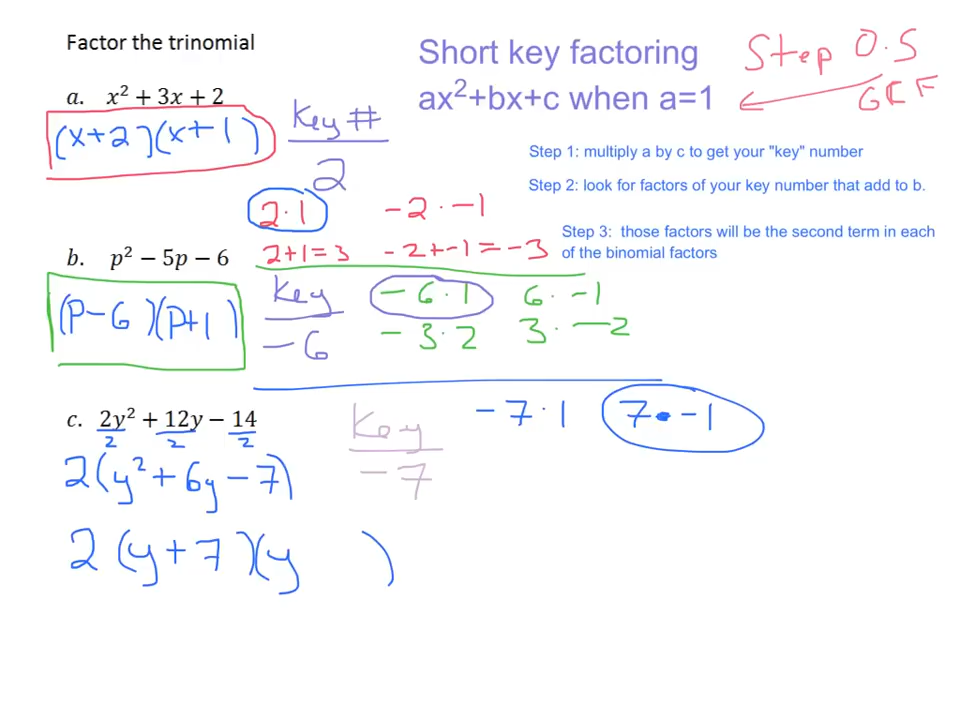 Factor the trinomial
Short key factoring
ax²+bx+c when a=1
Step 0.5
GCF
Step 1: multiply a by c to get your "key" number
Step 2: look for factors of your key number that add to b.
Step 3: those factors will be the second term in each
of the binomial factors
a. x² + 3x + 2
(x+2)(x+1)
Key #
2
2·1 -2·-1
2+1=3 -2+-1=-3
b. p² − 5p − 6
(p-6)(p+1)
Key
-6
-6·1 6·-1
-3·2 3·-2
c. 2y² + 12y − 14
2 2 2
2(y²+6y-7)
Key
-7
-7·1 7·-1
2(y+7)(y )